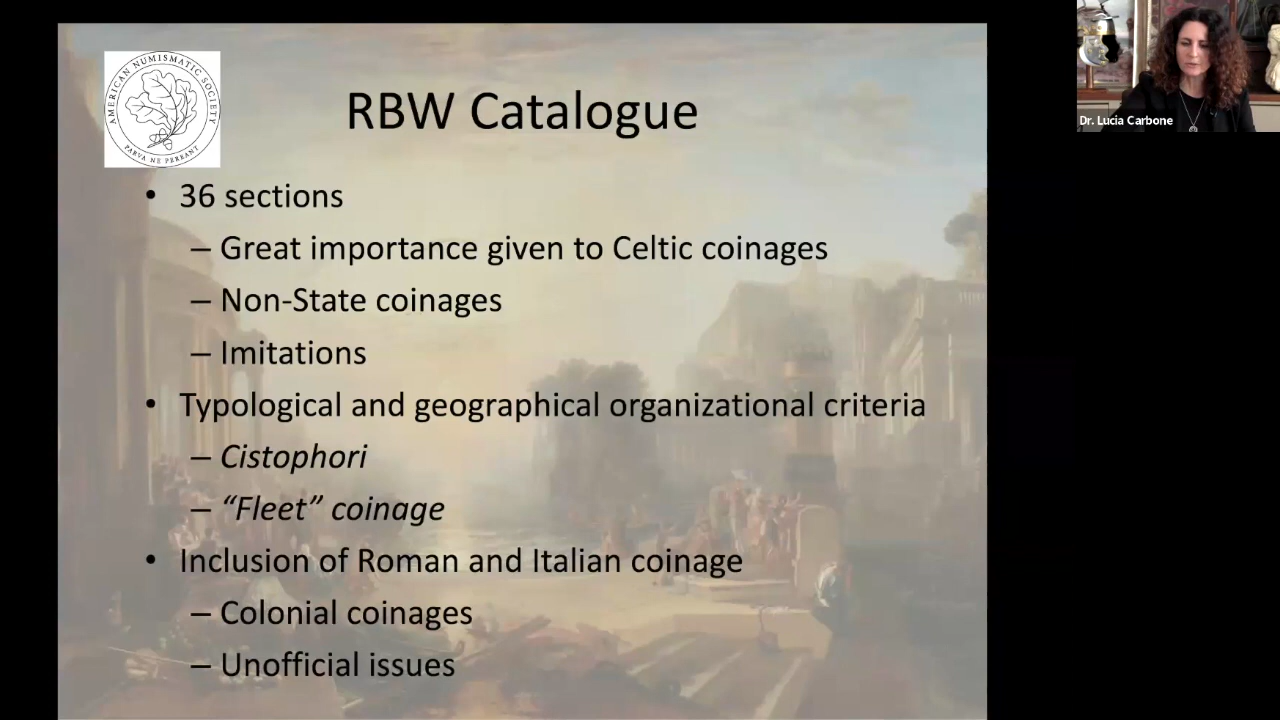 AMERICAN NUMISMATIC SOCIETY
PARVA NE PEREANT
RBW Catalogue
• 36 sections
– Great importance given to Celtic coinages
– Non-State coinages
– Imitations
• Typological and geographical organizational criteria
– Cistophori
– “Fleet” coinage
• Inclusion of Roman and Italian coinage
– Colonial coinages
– Unofficial issues
Dr. Lucia Carbone